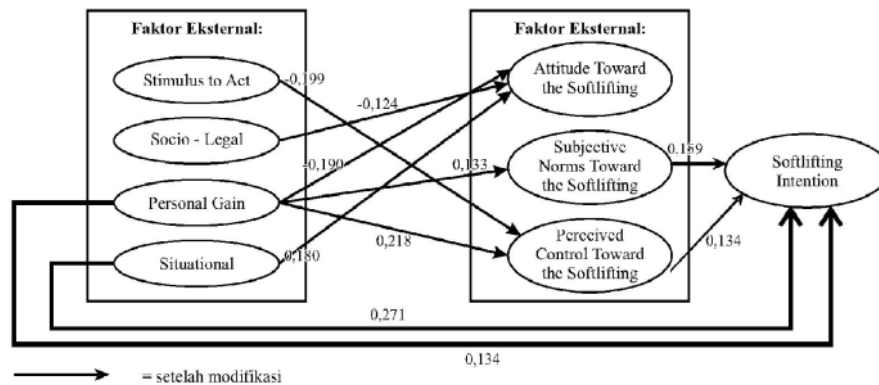 Faktor Eksternal:
Faktor Eksternal:
Stimulus to Act
-0,199
Attitude Toward
the Softlifting
Socio - Legal
-0,124
-0,190
Personal Gain
0,133
Subjective
Norms Toward
the Softlifting
0,159
Softlifting
Intention
0,218
Situational
0,180
Perceived
Control Toward
the Softlifting
0,134
0,271
0,134
= setelah modifikasi